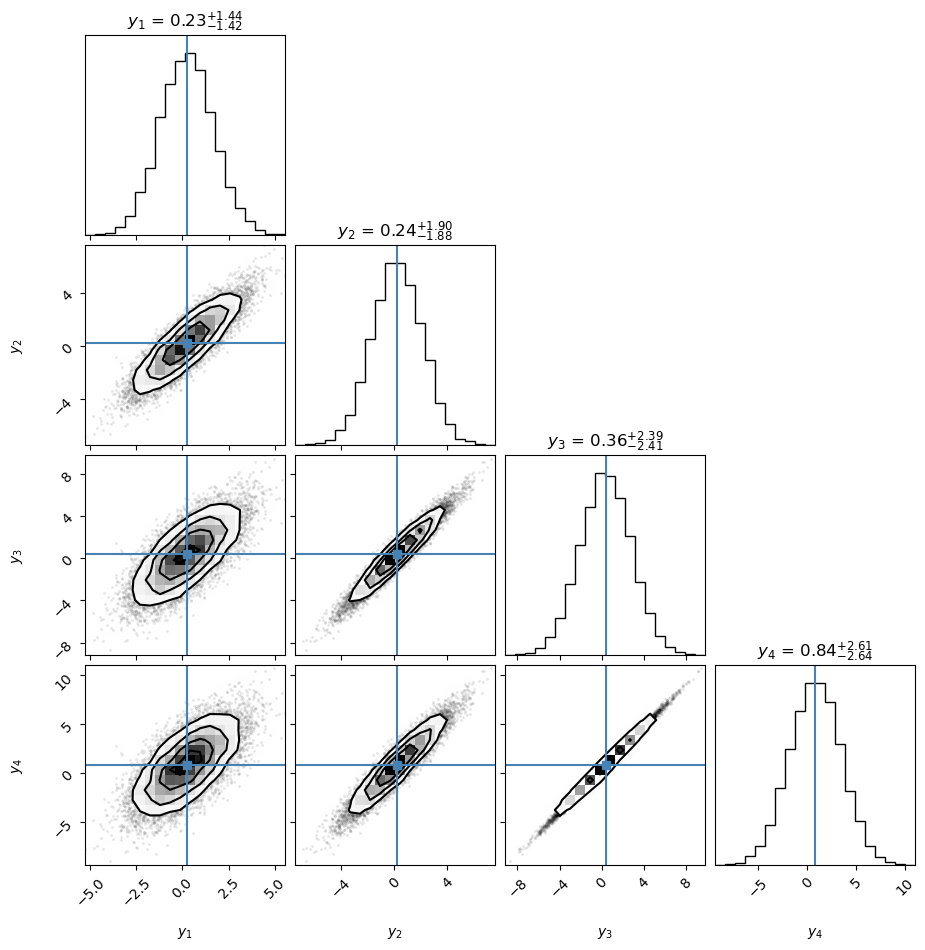 y₁ = 0.23⁺¹·⁴⁴₋₁.₄₂
y₂ = 0.24⁺¹·⁹⁰₋₁.₈₈
4
0
−4
y₂
y₃ = 0.36⁺²·³⁹₋₂.₄₁
8
4
0
−4
−8
y₃
y₄ = 0.84⁺²·⁶¹₋₂.₆₄
10
5
0
−5
y₄
−5.0 −2.5 0.0 2.5 5.0 −4 0 4 −8 −4 0 4 8 −5 0 5 10
y₁ y₂ y₃ y₄